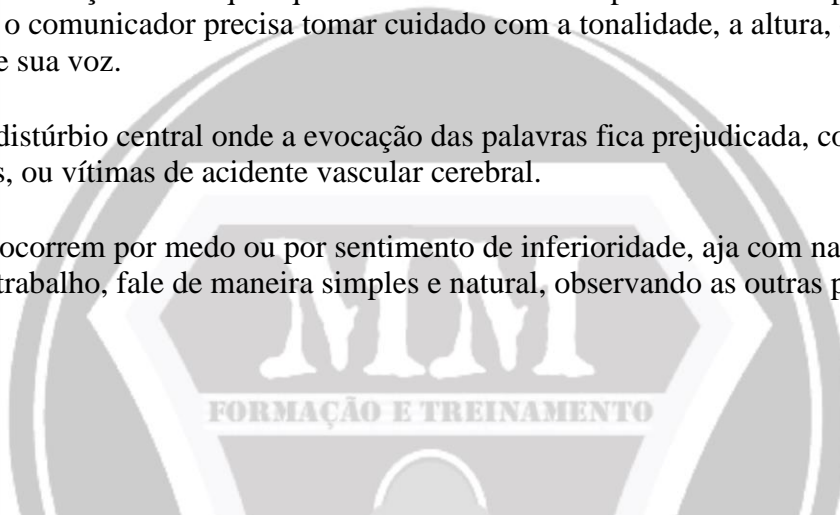 o comunicador precisa tomar cuidado com a tonalidade, a altura,
e sua voz.
distúrbio central onde a evocação das palavras fica prejudicada, co
s, ou vítimas de acidente vascular cerebral.
ocorrem por medo ou por sentimento de inferioridade, aja com na
trabalho, fale de maneira simples e natural, observando as outras p
MM
FORMAÇÃO E TREINAMENTO